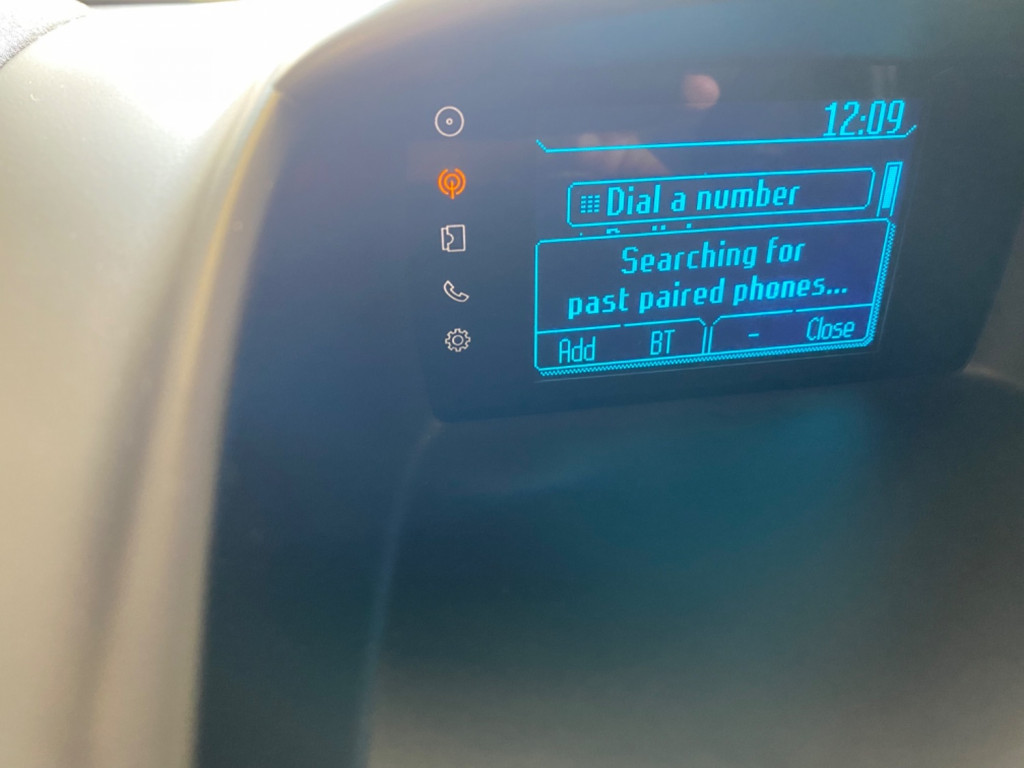 12:09
Dial a number
Searching for
past paired phones...
Add BT - Close